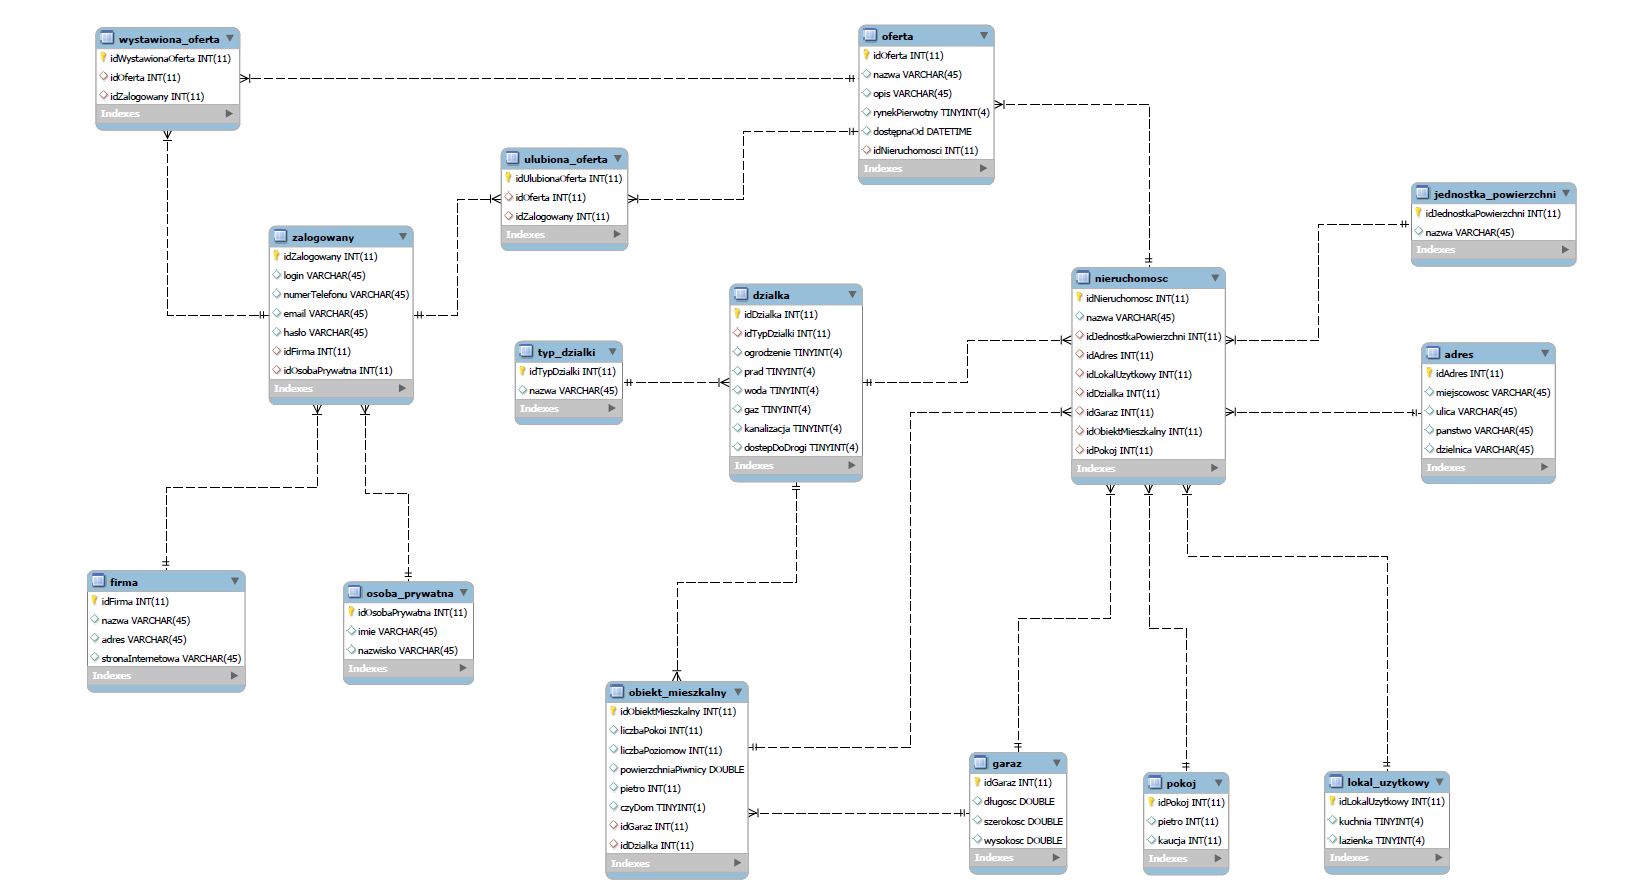 wystawiona_oferta
idWystawionaOferta INT(11)
idOferta INT(11)
idZalogowany INT(11)
Indexes
oferta
idOferta INT(11)
nazwa VARCHAR(45)
opis VARCHAR(45)
rynekPierwotny TINYINT(4)
dostępnaOd DATETIME
idNieruchomosci INT(11)
Indexes
ulubiona_oferta
idUlubionaOferta INT(11)
idOferta INT(11)
idZalogowany INT(11)
Indexes
jednostka_powierzchni
idJednostkaPowierzchni INT(11)
nazwa VARCHAR(45)
Indexes
zalogowany
idZalogowany INT(11)
login VARCHAR(45)
numerTelefonu VARCHAR(45)
email VARCHAR(45)
hasło VARCHAR(45)
idFirma INT(11)
idOsobaPrywatna INT(11)
Indexes
nieruchomosc
idNieruchomosc INT(11)
nazwa VARCHAR(45)
idJednostkaPowierzchni INT(11)
idAdres INT(11)
idLokalUzytkowy INT(11)
idDzialka INT(11)
idGaraz INT(11)
idObiektMieszkalny INT(11)
idPokoj INT(11)
Indexes
dzialka
idDzialka INT(11)
idTypDzialki INT(11)
ogrodzenie TINYINT(4)
prad TINYINT(4)
woda TINYINT(4)
gaz TINYINT(4)
kanalizacja TINYINT(4)
dostepDoDrogi TINYINT(4)
Indexes
typ_dzialki
idTypDzialki INT(11)
nazwa VARCHAR(45)
Indexes
adres
idAdres INT(11)
miejscowosc VARCHAR(45)
ulica VARCHAR(45)
panstwo VARCHAR(45)
dzielnica VARCHAR(45)
Indexes
firma
idFirma INT(11)
nazwa VARCHAR(45)
adres VARCHAR(45)
stronaInternetowa VARCHAR(45)
Indexes
osoba_prywatna
idOsobaPrywatna INT(11)
imie VARCHAR(45)
nazwisko VARCHAR(45)
Indexes
obiekt_mieszkalny
idObiektMieszkalny INT(11)
liczbaPokoi INT(11)
liczbaPoziomow INT(11)
powierzchniaPiwnicy DOUBLE
pietro INT(11)
czyDom TINYINT(1)
idGaraz INT(11)
idDzialka INT(11)
Indexes
garaz
idGaraz INT(11)
długosc DOUBLE
szerokosc DOUBLE
wysokosc DOUBLE
Indexes
pokoj
idPokoj INT(11)
pietro INT(11)
kaucja INT(11)
Indexes
lokal_uzytkowy
idLokalUzytkowy INT(11)
kuchnia TINYINT(4)
lazienka TINYINT(4)
Indexes